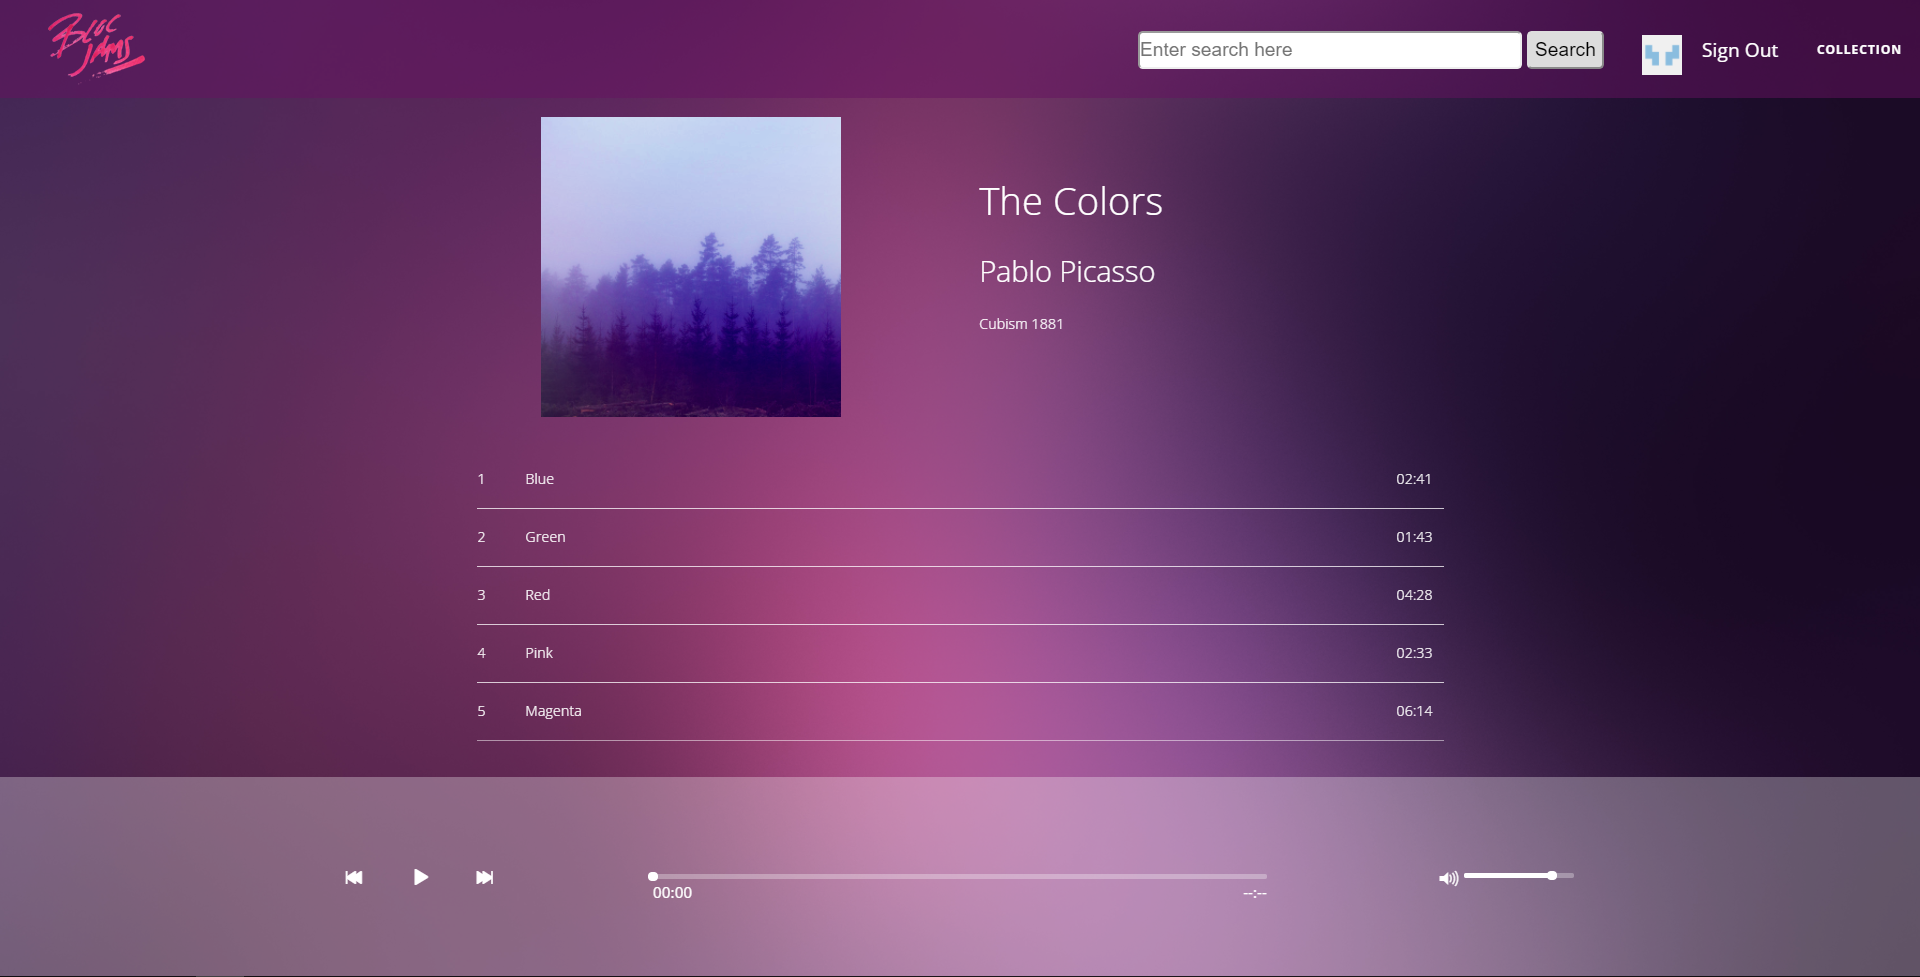 BLOC
JAMS
Enter search here
Search
Sign Out
COLLECTION
The Colors
Pablo Picasso
Cubism 1881
1 Blue 02:41
2 Green 01:43
3 Red 04:28
4 Pink 02:33
5 Magenta 06:14
00:00
--:--